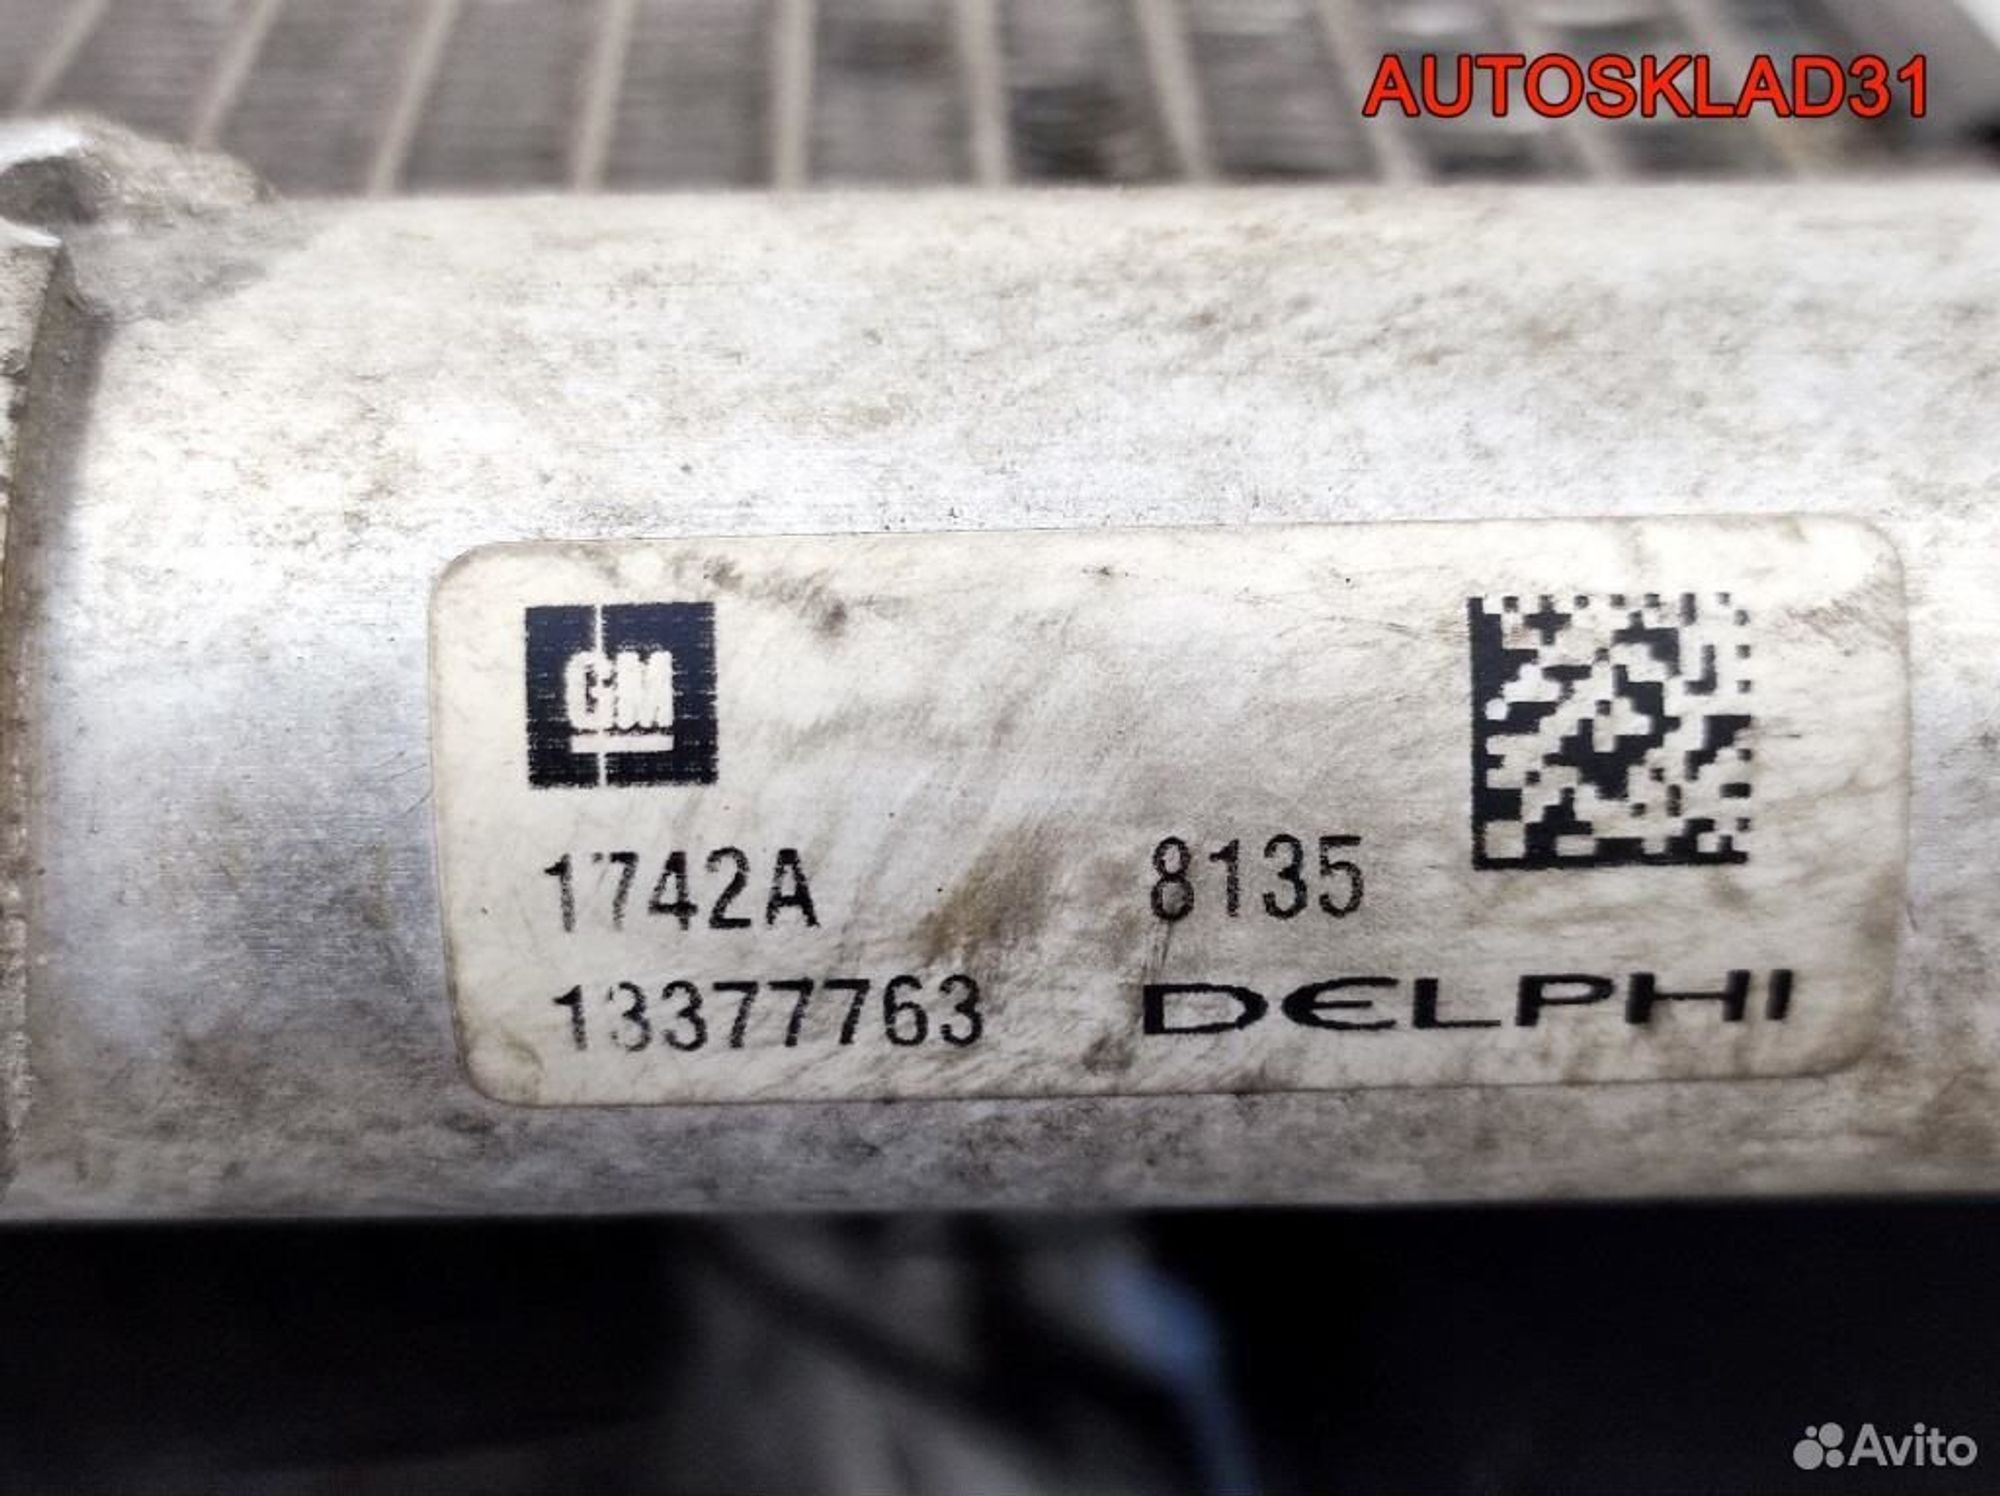 AUTOSKLAD31
GM
1742A 8135
13377763 DELPHI
Avito